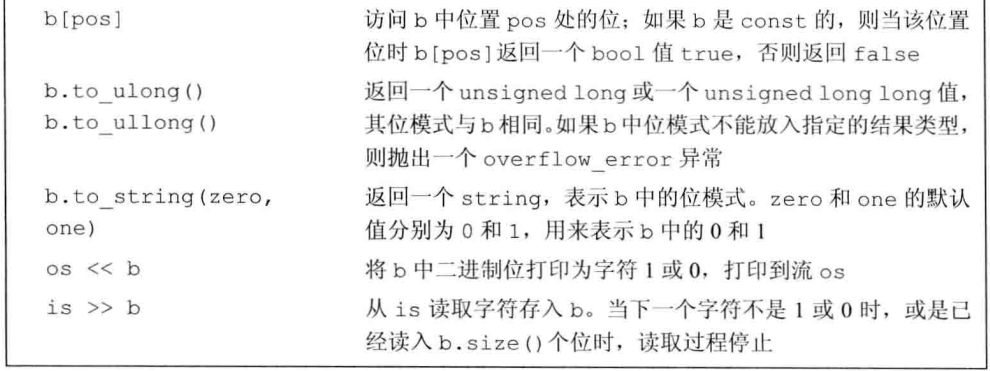 b[pos] 访问 b 中位置 pos 处的位；如果 b 是 const 的，则当该位置
位时 b[pos]返回一个 bool 值 true，否则返回 false
b.to_ulong() 返回一个 unsigned long 或一个 unsigned long long 值，
b.to_ullong() 其位模式与b相同。如果b中位模式不能放入指定的结果类型，
则抛出一个 overflow_error 异常
b.to_string(zero, 返回一个 string，表示 b 中的位模式。zero 和 one 的默认
one) 值分别为 0 和 1，用来表示 b 中的 0 和 1
os << b 将 b 中二进制位打印为字符 1 或 0，打印到流 os
is >> b 从 is 读取字符存入 b。当下一个字符不是 1 或 0 时，或是已
经读入 b.size()个位时，读取过程停止